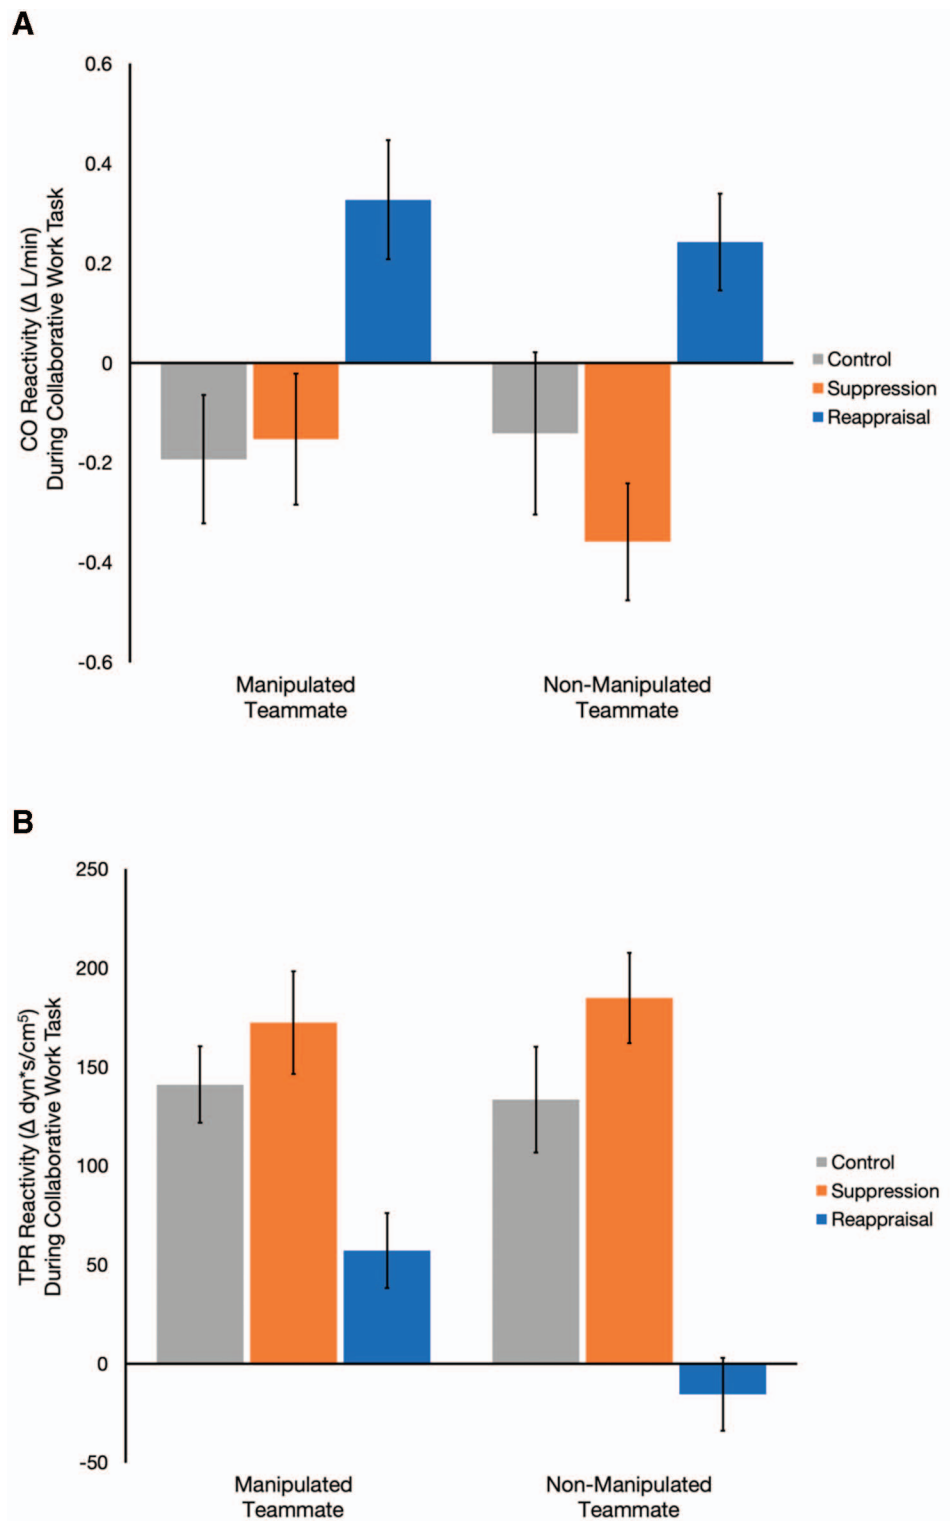 A
0.6
0.4
0.2
0
-0.2
-0.4
-0.6
CO Reactivity (Δ L/min)
During Collaborative Work Task
Manipulated
Teammate
Non-Manipulated
Teammate
Control
Suppression
Reappraisal
B
250
200
150
100
50
0
-50
TPR Reactivity (Δ dyn*s/cm⁵)
During Collaborative Work Task
Manipulated
Teammate
Non-Manipulated
Teammate
Control
Suppression
Reappraisal